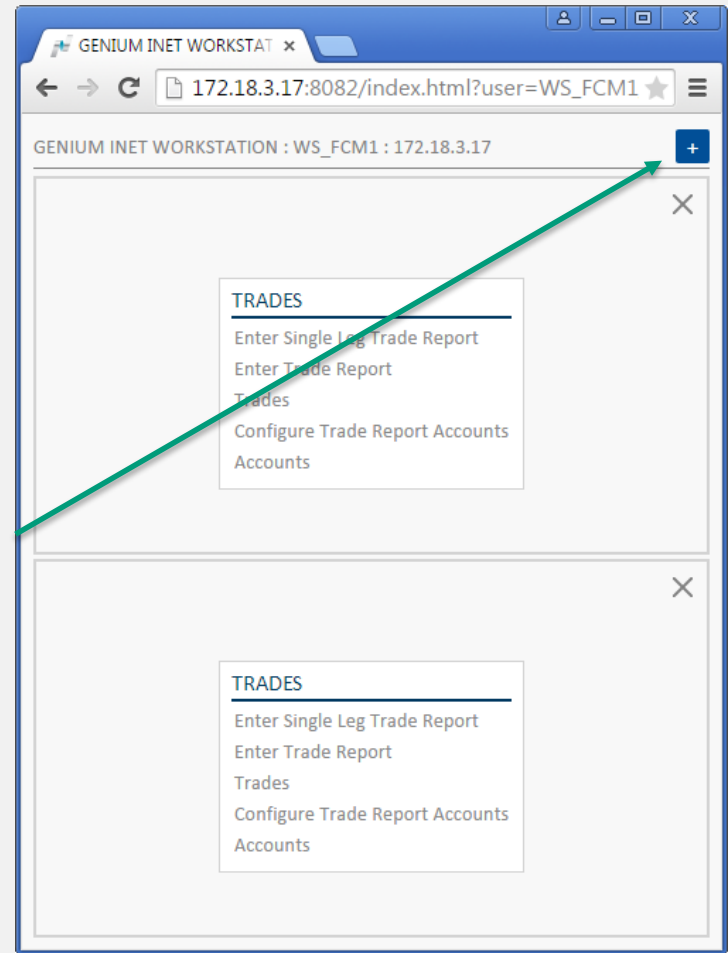 GENIUM INET WORKSTAT
172.18.3.17:8082/index.html?user=WS_FCM1
GENIUM INET WORKSTATION : WS_FCM1 : 172.18.3.17
+
TRADES
Enter Single Leg Trade Report
Enter Trade Report
Trades
Configure Trade Report Accounts
Accounts
TRADES
Enter Single Leg Trade Report
Enter Trade Report
Trades
Configure Trade Report Accounts
Accounts